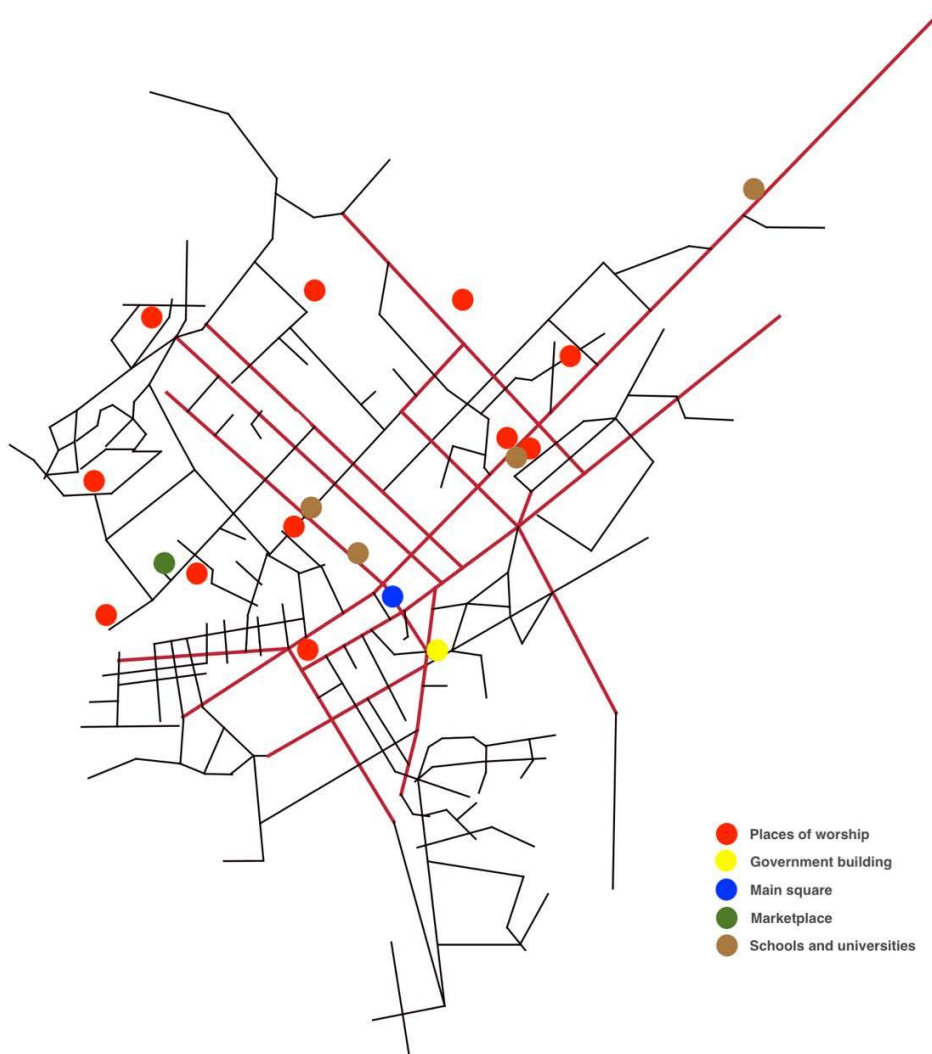 Places of worship
Government building
Main square
Marketplace
Schools and universities